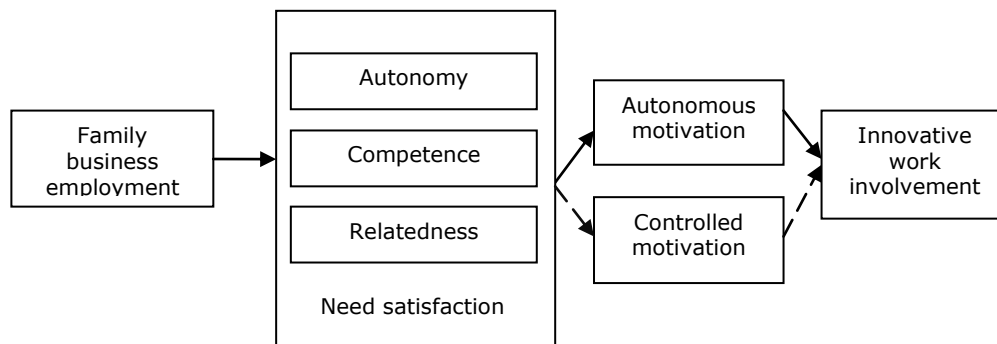 Family
business
employment
Autonomy
Competence
Relatedness
Need satisfaction
Autonomous
motivation
Controlled
motivation
Innovative
work
involvement